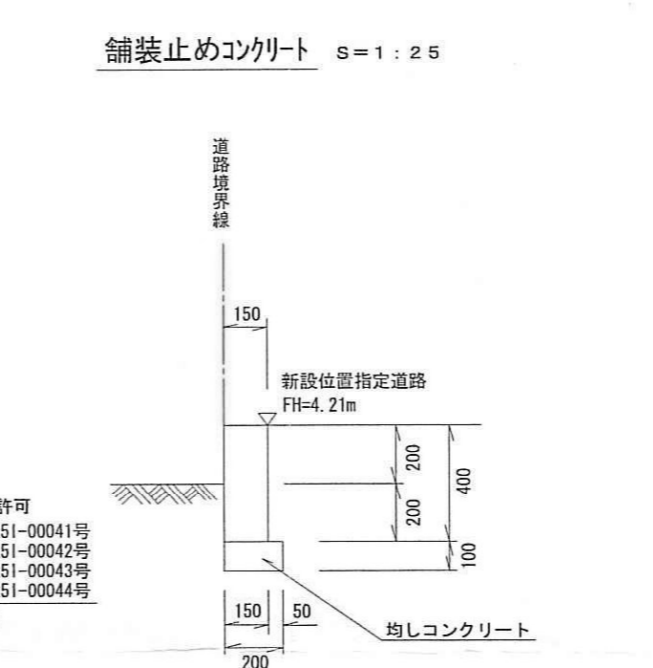 舗装止めコンクリート S=1:25
道路境界線
150
新設位置指定道路
FH=4.21m
200
400
200
100
許可
51-00041号
51-00042号
51-00043号
51-00044号
150 50
均しコンクリート
200